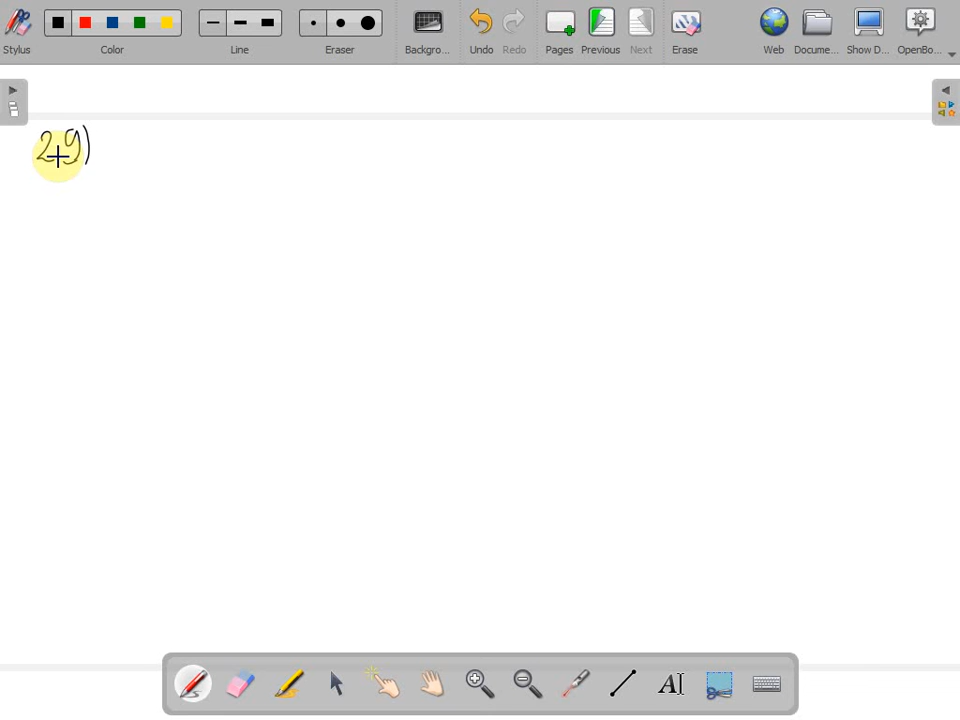 Stylus
Color
Line
Eraser
Backgro...
Undo
Redo
Pages
Previous
Next
Erase
Web
Docume...
Show D...
OpenBo...
29)
A